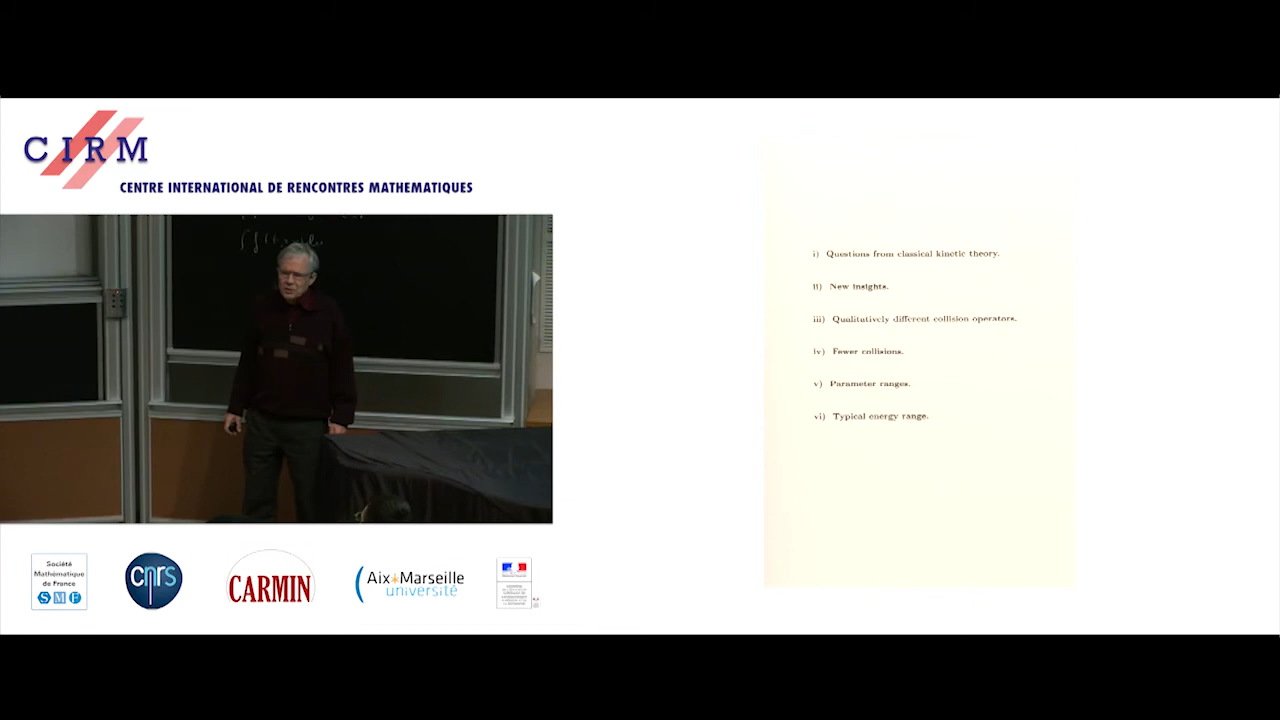 CIRM
CENTRE INTERNATIONAL DE RENCONTRES MATHEMATIQUES
i) Questions from classical kinetic theory.
ii) New insights.
iii) Qualitatively different collision operators.
iv) Fewer collisions.
v) Parameter ranges.
vi) Typical energy range.
Société
Mathématique
de France
SMF
cnrs
CARMIN
Aix*Marseille
université